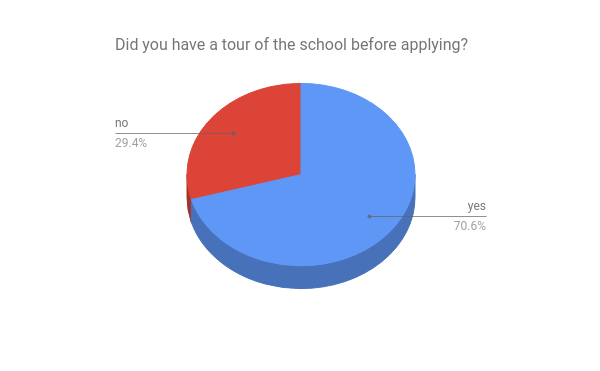 Did you have a tour of the school before applying?
no
29.4%
yes
70.6%